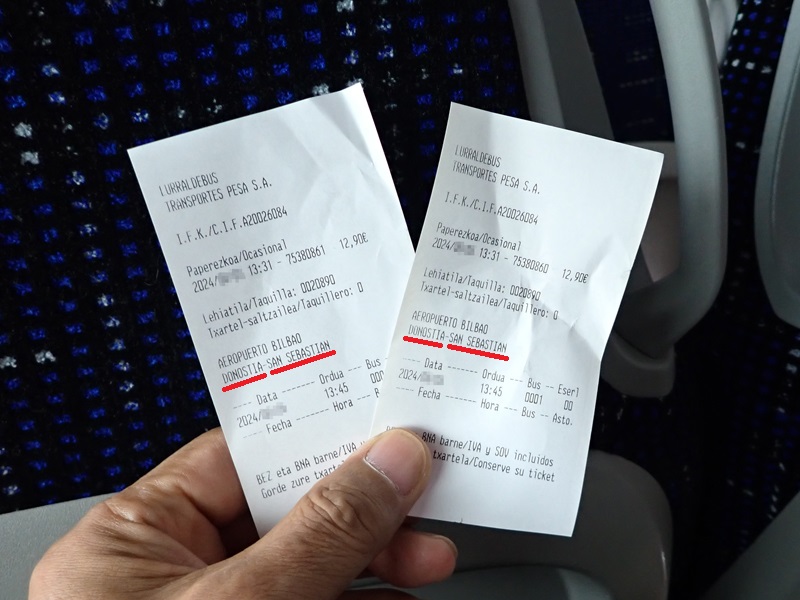 LURRALDEBUS
TRANSPORTES PESA S.A.
I.F.K./C.I.F.A20026084
Paperezkoa/Ocasional
2024/ 13:31 - 75380861 12,90€
Lehiatila/Taquilla: 0020890
Txartel-saltzailea/Taquillero: 0
AEROPUERTO BILBAO
DONOSTIA-SAN SEBASTIAN
---- Data ------ Ordua --- Bus
2024/ 13:45 000
---- Fecha ----- Hora --- B
BEZ eta BNA barne/IVA
Gorde zure txart
LURRALDEBUS
TRANSPORTES PESA S.A.
I.F.K./C.I.F.A20026084
Paperezkoa/Ocasional
2024/ 13:31 - 75380860 12,90€
Lehiatila/Taquilla: 0020890
Txartel-saltzailea/Taquillero: 0
AEROPUERTO BILBAO
DONOSTIA-SAN SEBASTIAN
---- Data ------ Ordua --- Bus --- Eserl
2024/ 13:45 0001 00
---- Fecha ----- Hora --- Bus --- Asto.
BNA barne/IVA y SOV incluidos
txartela/Conserve su ticket